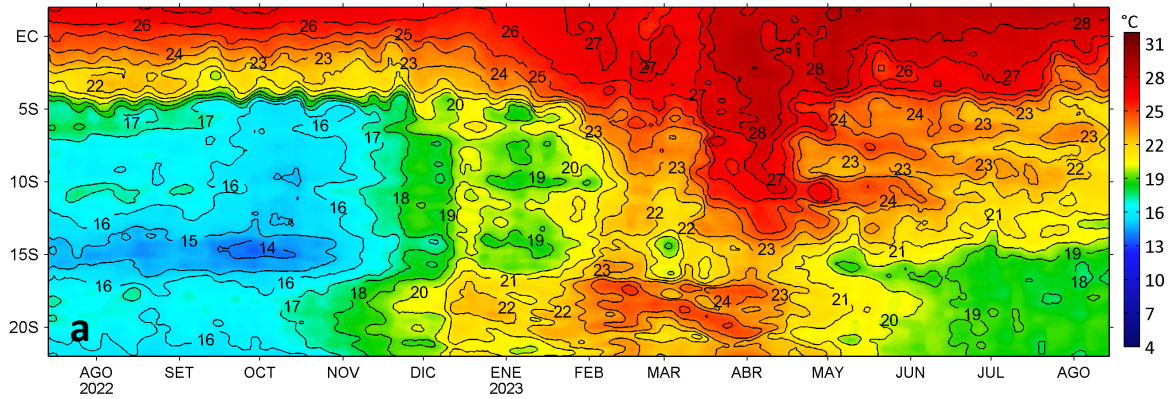 °C
26 26 25 26 27 28
EC
24 23 23 23 24 25 27 27 28 26 27
22 27
5S 17 17 16 17 20 23 28 24 24 23 23
16 20 23 23 23 22
10S 16 18 19 19 22 27 24
16 16 22 21
15 14 19 23 21 19
15S
16 21 23 18
17 18 20 22 24 23 21
20S 16 22 20 19
a
AGO SET OCT NOV DIC ENE FEB MAR ABR MAY JUN JUL AGO
2022 2023
31
28
25
22
19
16
13
10
7
4